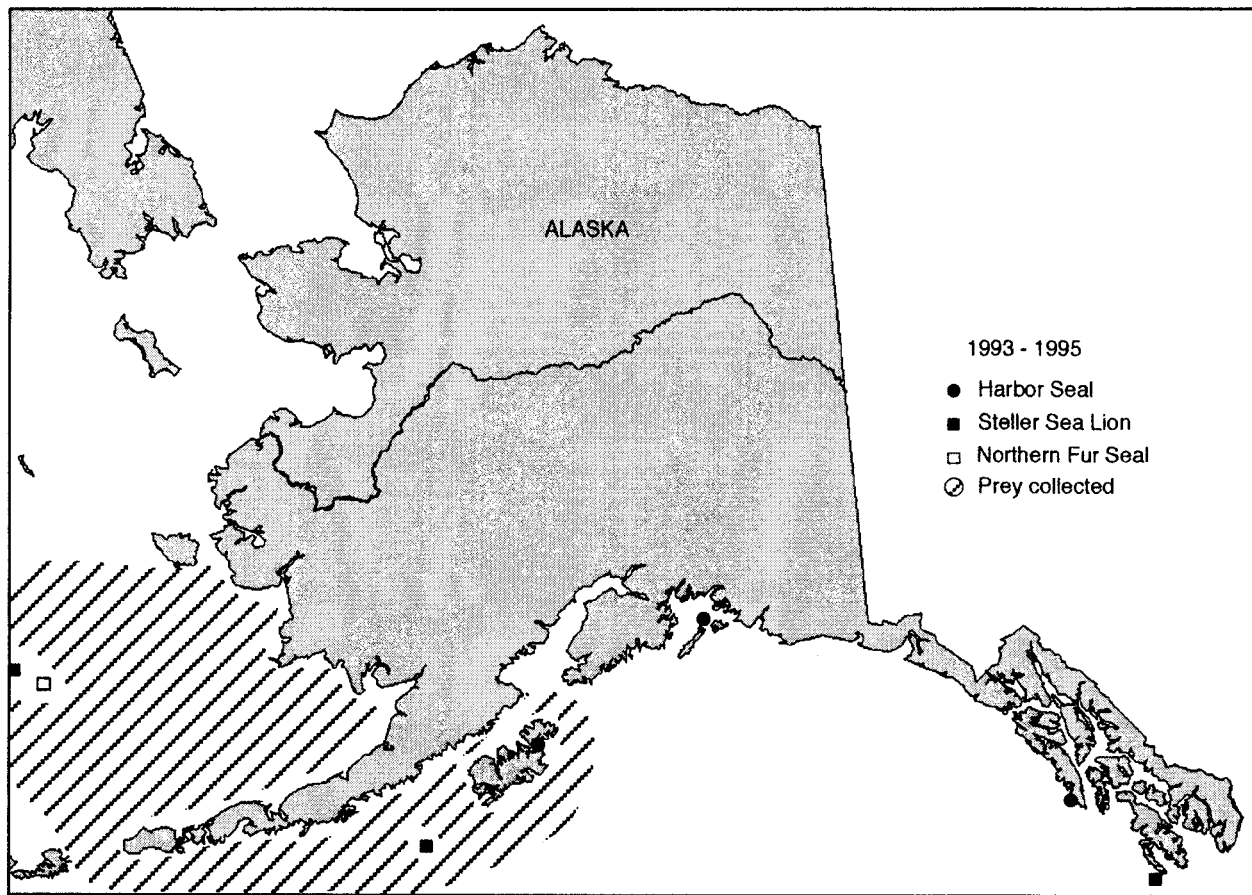 ALASKA
1993 - 1995
Harbor Seal
Steller Sea Lion
Northern Fur Seal
Prey collected